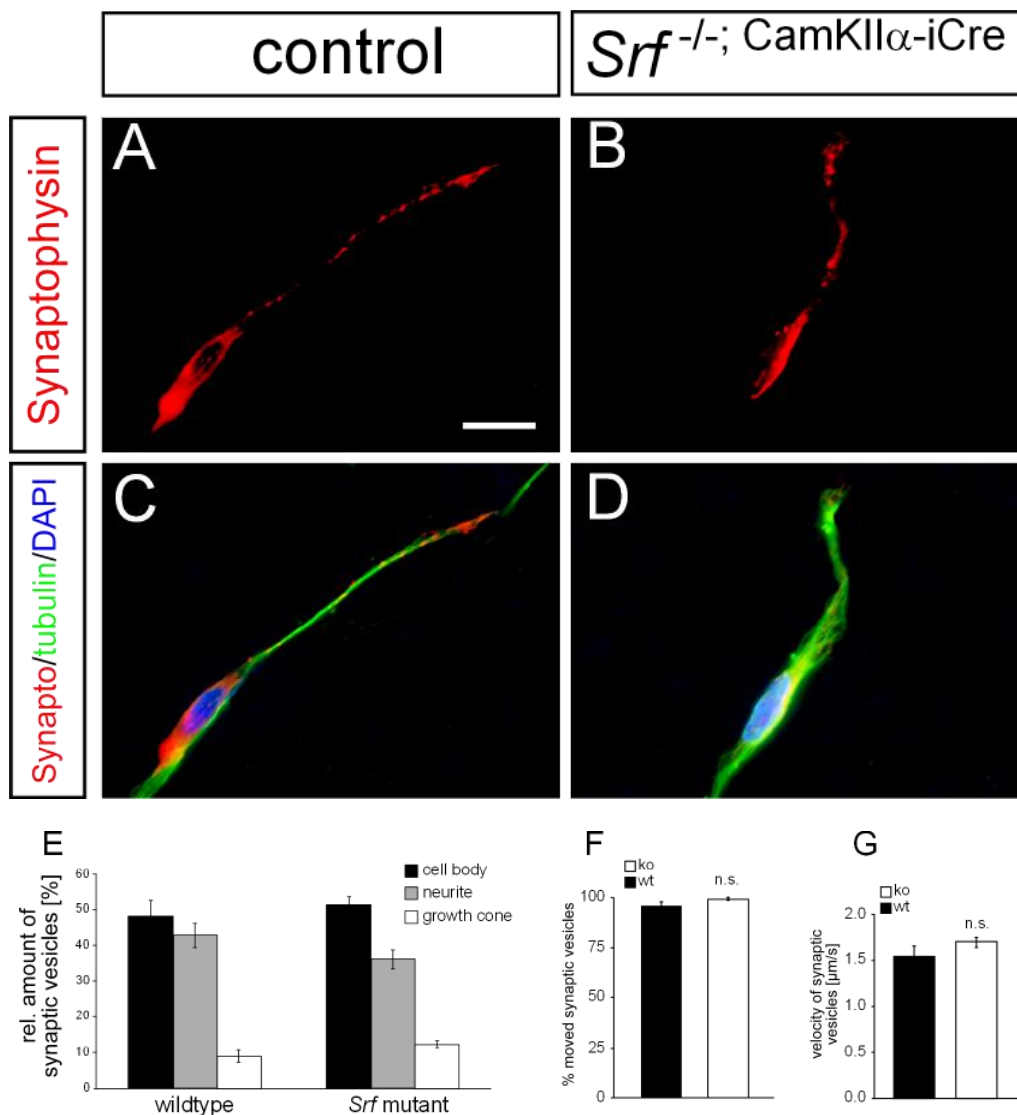 control
Srf -/-; CamKIIα-iCre
Synaptophysin
A
B
Synapto/tubulin/DAPI
C
D
E
rel. amount of
synaptic vesicles [%]
60
50
40
30
20
10
0
cell body
neurite
growth cone
wildtype
Srf mutant
F
ko
wt
n.s.
% moved synaptic vesicles
100
75
50
25
0
G
ko
wt
n.s.
velocity of synaptic
vesicles [µm/s]
2.0
1.5
1.0
0.5
0.0